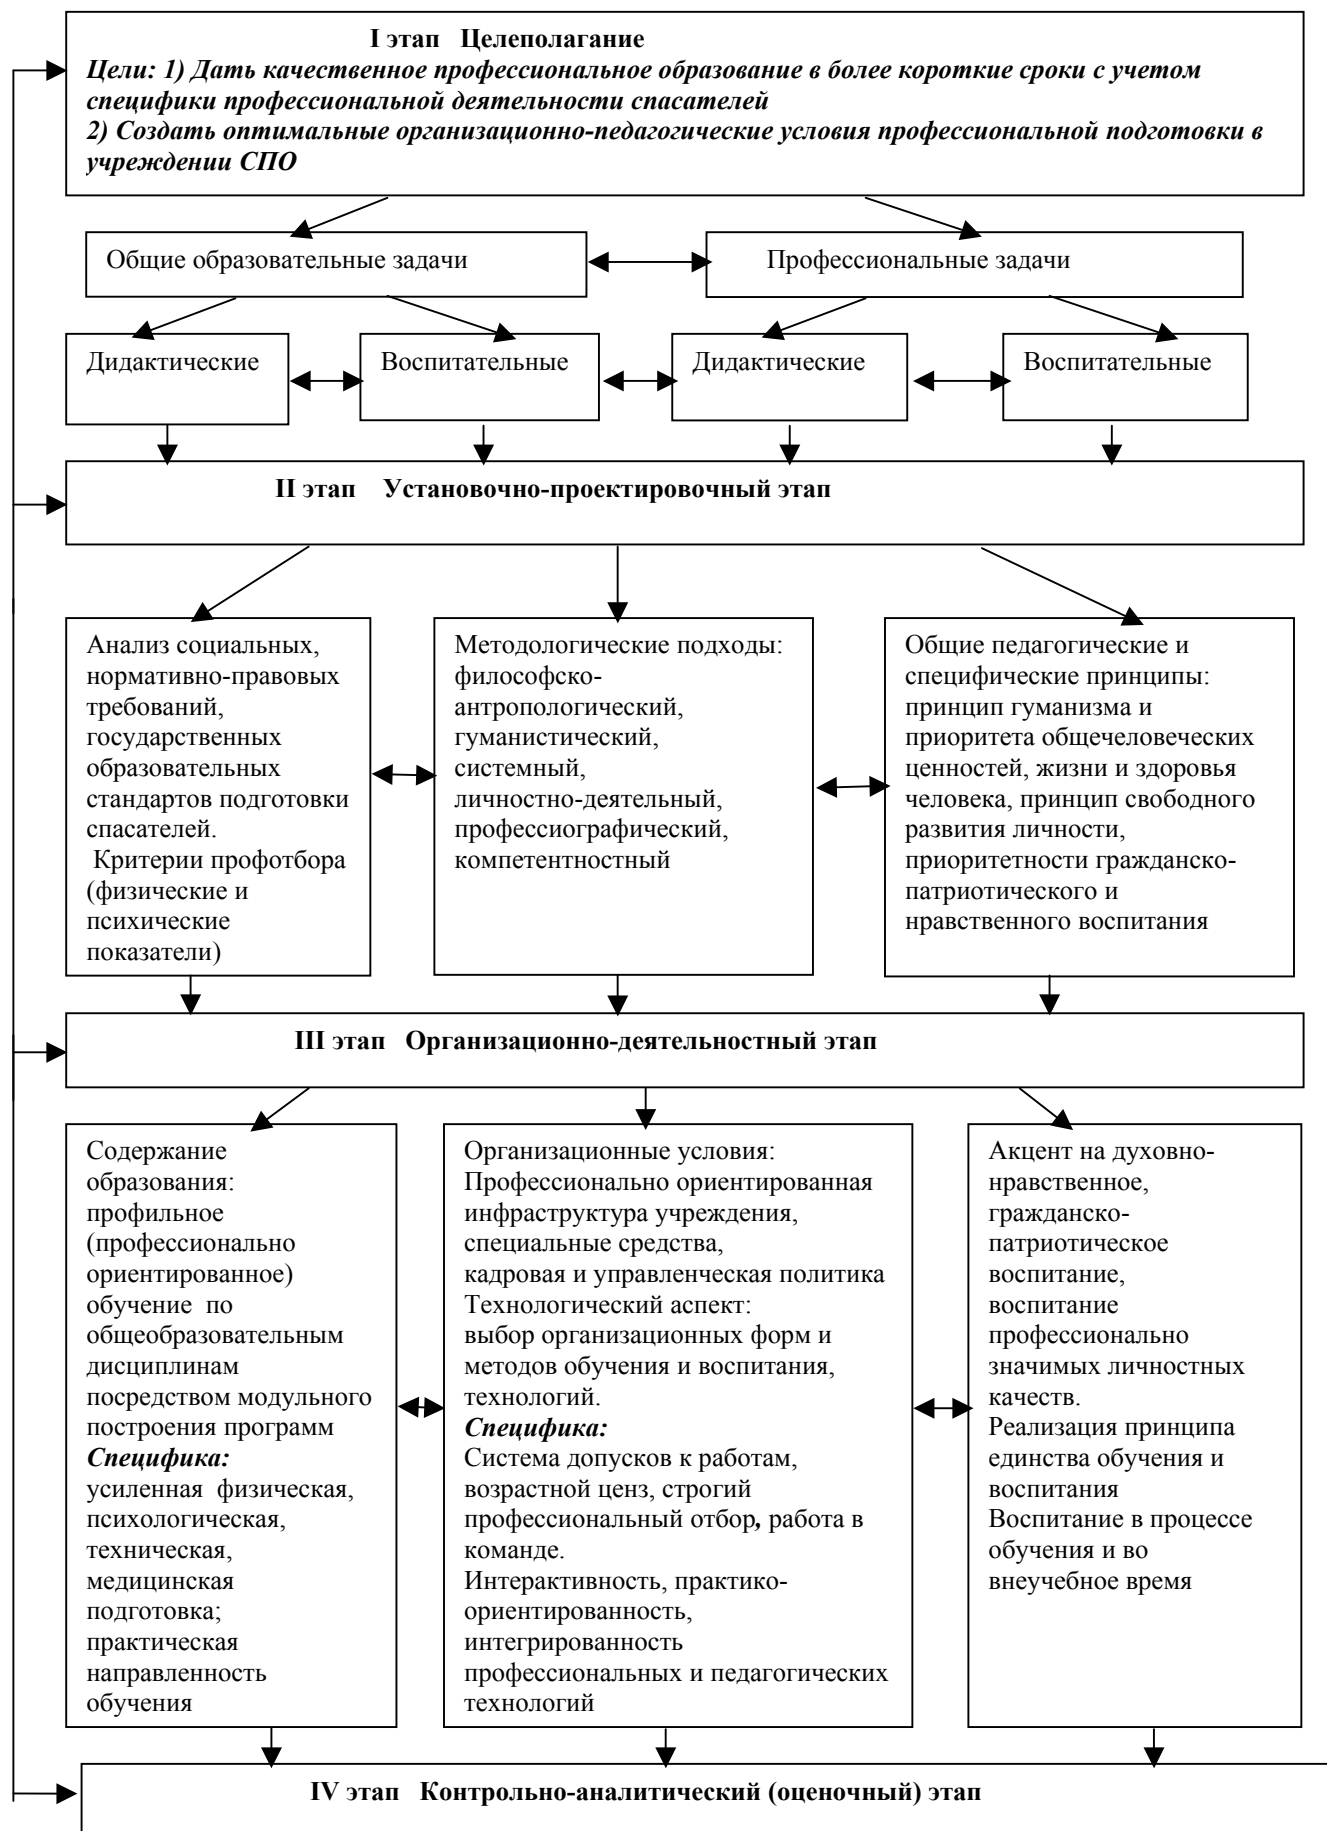 I этап Целеполагание
Цели: 1) Дать качественное профессиональное образование в более короткие сроки с учетом
специфики профессиональной деятельности спасателей
2) Создать оптимальные организационно-педагогические условия профессиональной подготовки в
учреждении СПО
Общие образовательные задачи
Профессиональные задачи
Дидактические
Воспитательные
Дидактические
Воспитательные
II этап Установочно-проектировочный этап
Анализ социальных,
нормативно-правовых
требований,
государственных
образовательных
стандартов подготовки
спасателей.
Критерии профотбора
(физические и
психические
показатели)
Методологические подходы:
философско-
антропологический,
гуманистический,
системный,
личностно-деятельный,
профессиографический,
компетентностный
Общие педагогические и
специфические принципы:
принцип гуманизма и
приоритета общечеловеческих
ценностей, жизни и здоровья
человека, принцип свободного
развития личности,
приоритетности гражданско-
патриотического и
нравственного воспитания
III этап Организационно-деятельностный этап
Содержание
образования:
профильное
(профессионально
ориентированное)
обучение по
общеобразовательным
дисциплинам
посредством модульного
построения программ
Специфика:
усиленная физическая,
психологическая,
техническая,
медицинская
подготовка;
практическая
направленность
обучения
Организационные условия:
Профессионально ориентированная
инфраструктура учреждения,
специальные средства,
кадровая и управленческая политика
Технологический аспект:
выбор организационных форм и
методов обучения и воспитания,
технологий.
Специфика:
Система допусков к работам,
возрастной ценз, строгий
профессиональный отбор, работа в
команде.
Интерактивность, практико-
ориентированность,
интегрированность
профессиональных и педагогических
технологий
Акцент на духовно-
нравственное,
гражданско-
патриотическое
воспитание,
воспитание
профессионально
значимых личностных
качеств.
Реализация принципа
единства обучения и
воспитания
Воспитание в процессе
обучения и во
внеучебное время
IV этап Контрольно-аналитический (оценочный) этап